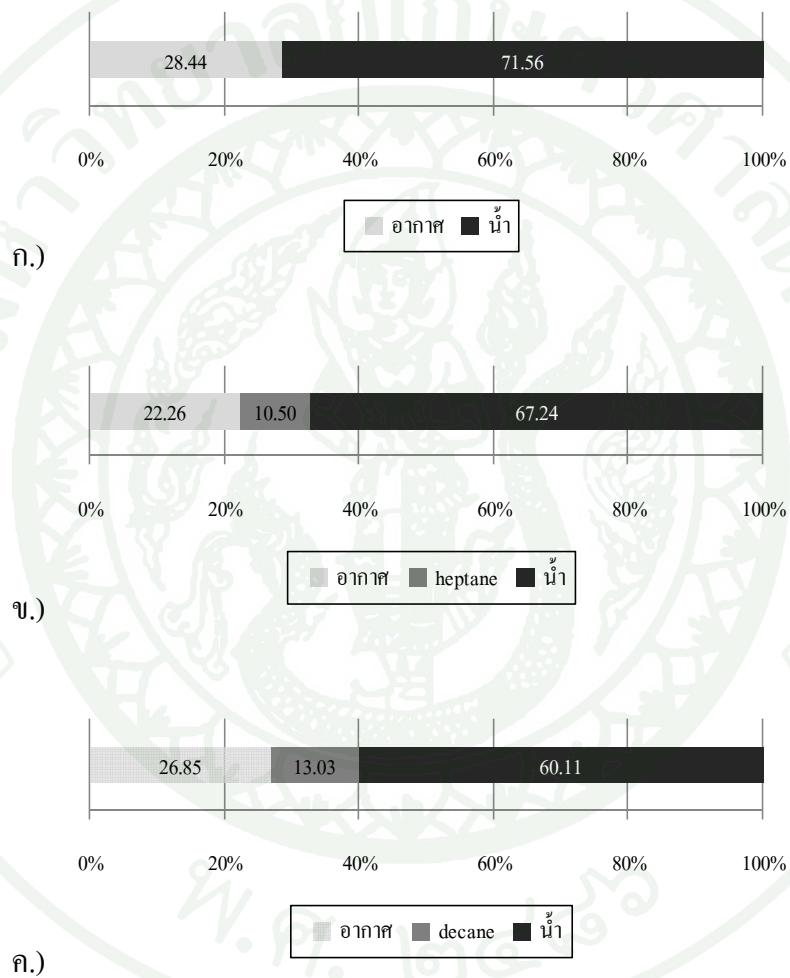 28.44 71.56
0% 20% 40% 60% 80% 100%
อากาศ น้ำ
ก.)
22.26 10.50 67.24
0% 20% 40% 60% 80% 100%
อากาศ heptane น้ำ
ข.)
26.85 13.03 60.11
0% 20% 40% 60% 80% 100%
อากาศ decane น้ำ
ค.)